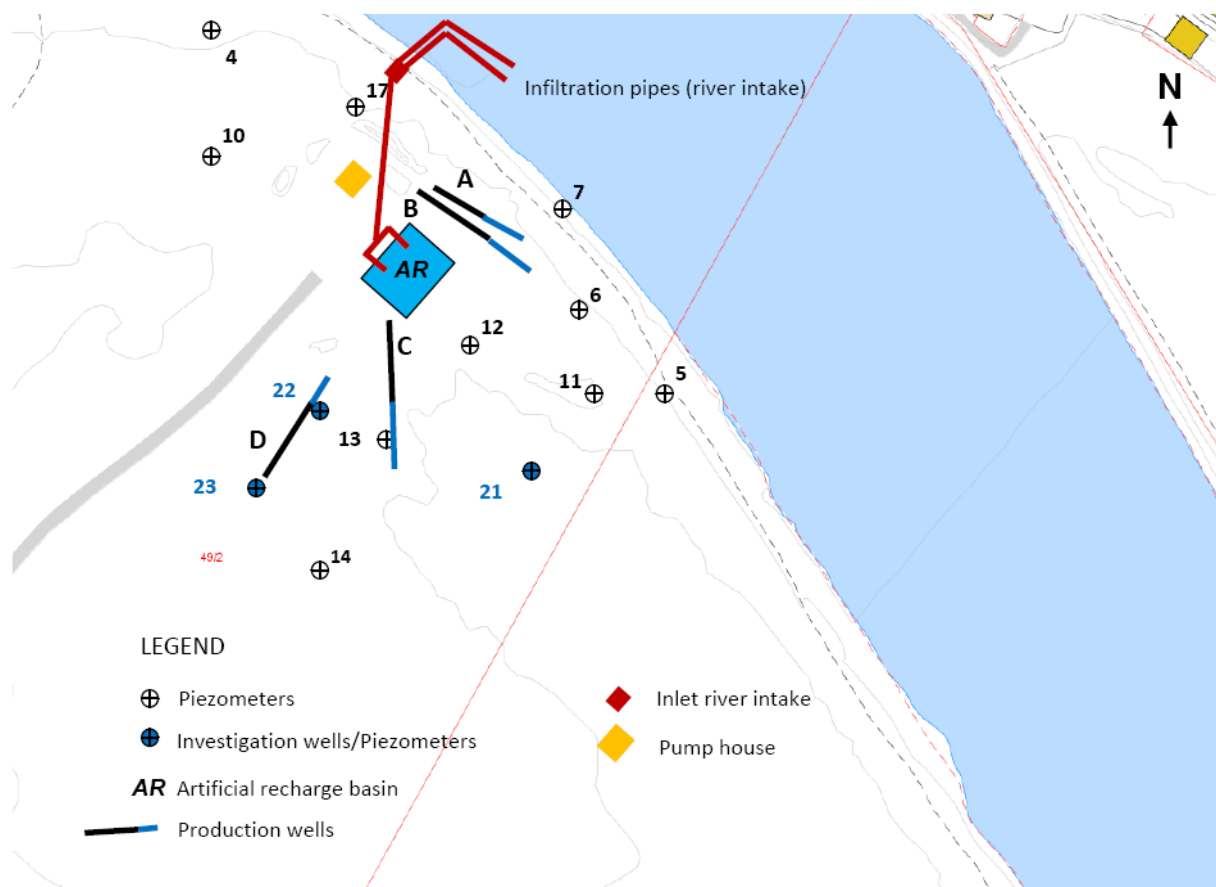 4
17
Infiltration pipes (river intake)
N
10
A
7
B
AR
6
12
C
11
5
22
13
D
21
23
49/2
14
LEGEND
Piezometers
Inlet river intake
Investigation wells/Piezometers
Pump house
AR Artificial recharge basin
Production wells